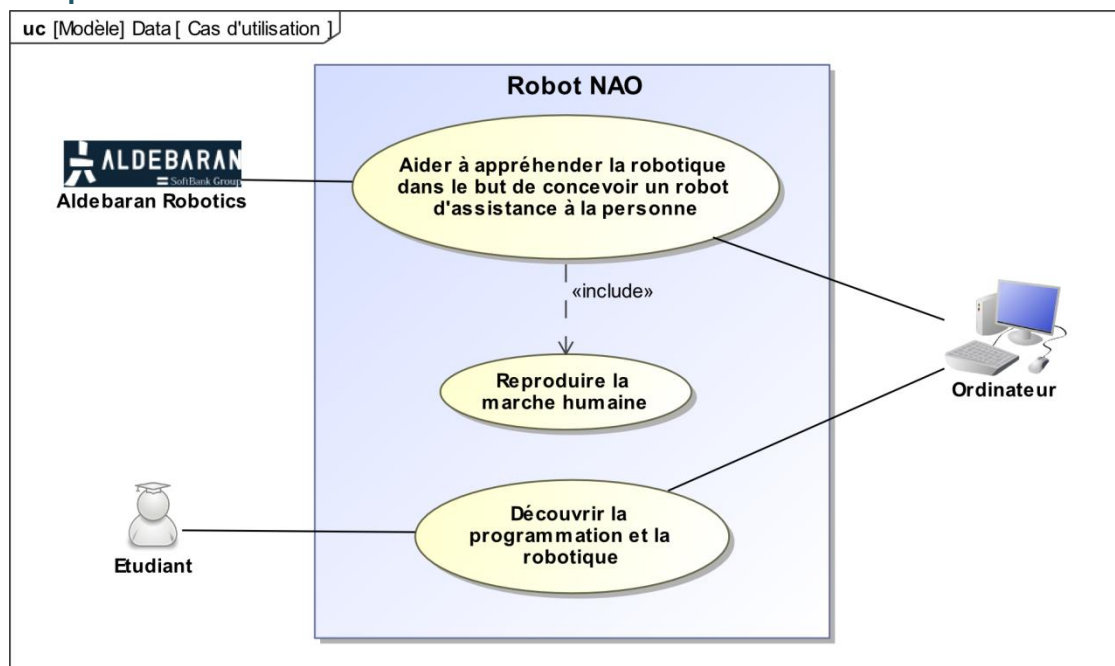 uc [Modèle] Data [ Cas d'utilisation ]
Robot NAO
ALDEBARAN
SoftBank Group
Aldebaran Robotics
Aider à appréhender la robotique
dans le but de concevoir un robot
d'assistance à la personne
«include»
Reproduire la
marche humaine
Ordinateur
Découvrir la
programmation et la
robotique
Etudiant